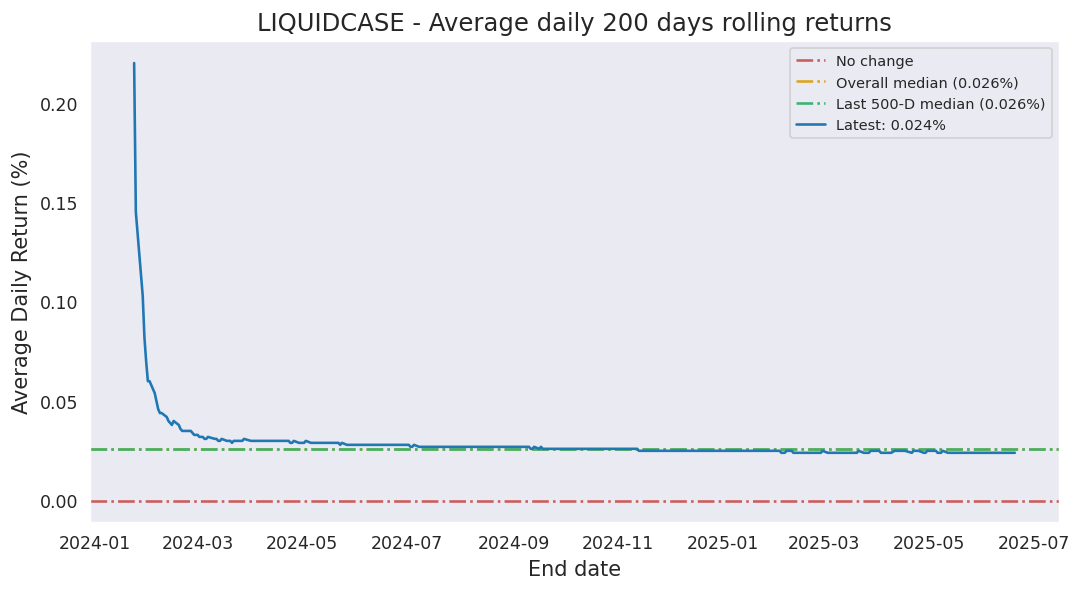 LIQUIDCASE - Average daily 200 days rolling returns
No change
Overall median (0.026%)
Last 500-D median (0.026%)
Latest: 0.024%
Average Daily Return (%)
0.20
0.15
0.10
0.05
0.00
2024-01 2024-03 2024-05 2024-07 2024-09 2024-11 2025-01 2025-03 2025-05 2025-07
End date